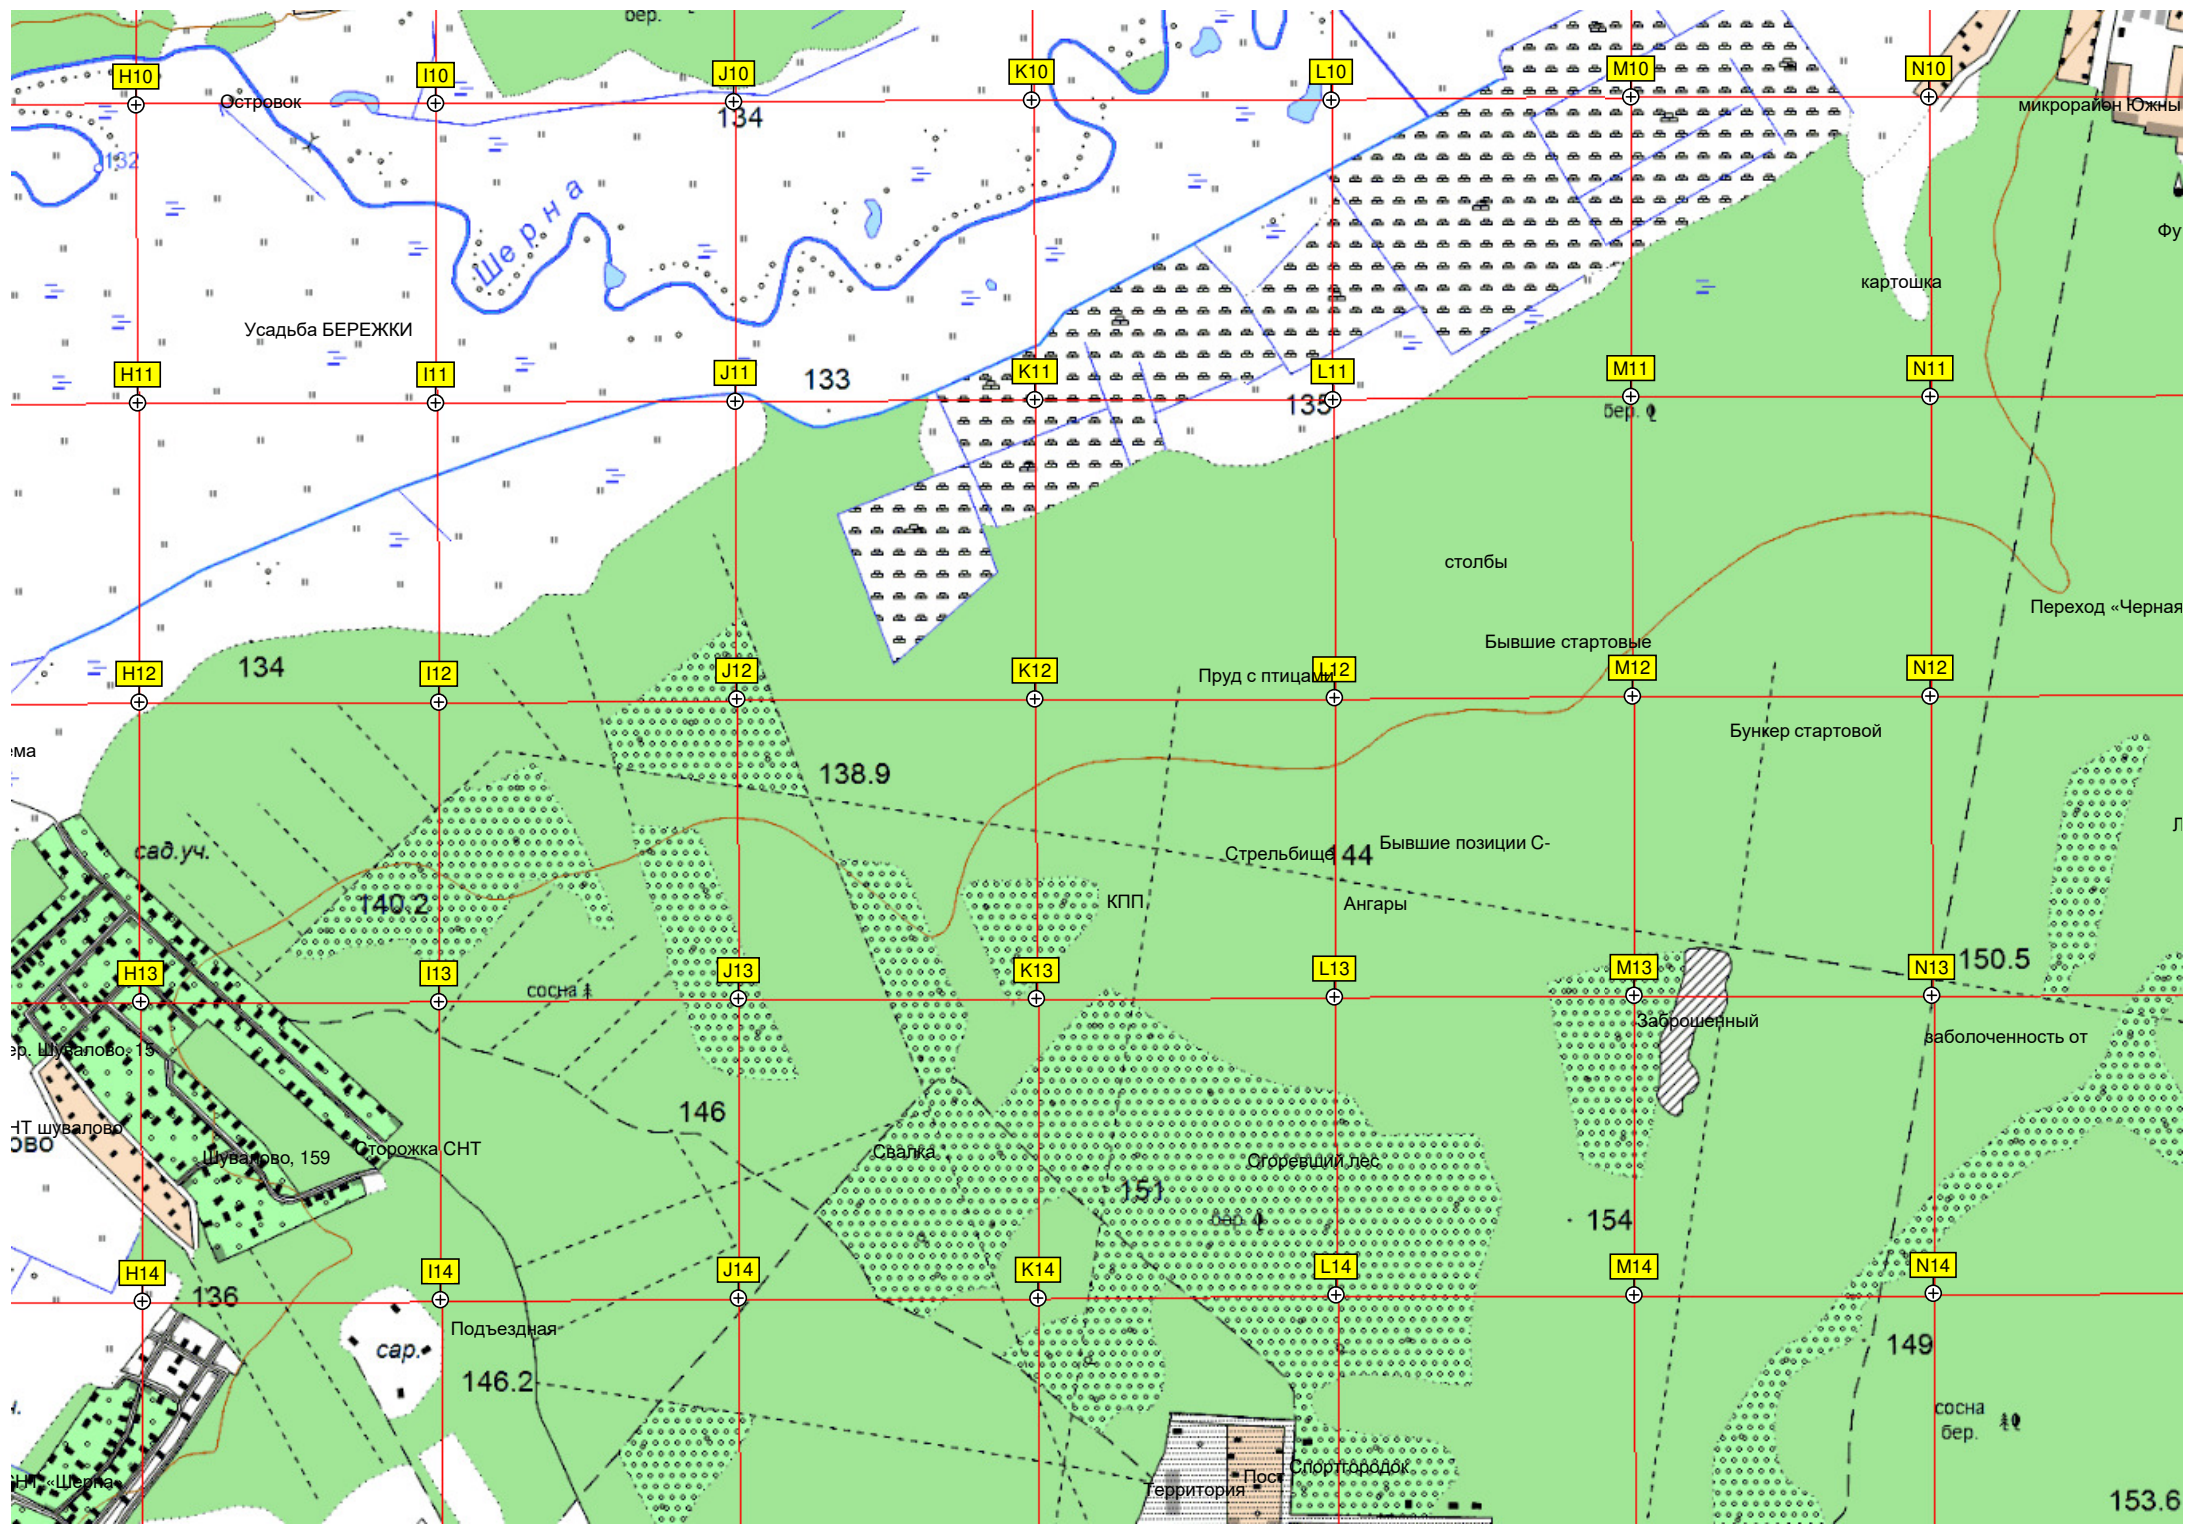 бер.
H10
I10
J10
K10
L10
M10
N10
Островок
134
микрорайон Южны
132
Шерна
Фу
картошка
Усадьба БЕРЕЖКИ
H11
I11
J11
133
K11
L11
M11
N11
135
бер.
столбы
Переход «Черная
Бывшие стартовые
134
H12
I12
J12
K12
Пруд с птицами
L12
M12
N12
Бункер стартовой
ема
138.9
сад.уч.
Стрельбище
144
Бывшие позиции С-
Л
140.2
КПП
Ангары
H13
I13
сосна
J13
K13
L13
M13
N13
150.5
Заброшенный
заболоченность от
ер. Шувалово, 15
146
НТ шувалово
ОВО
Сторожка СНТ
Шувалово, 159
Свалка
Сгоревший лес
151
бер.
154
H14
I14
J14
K14
L14
M14
N14
136
Подъездная
сар.
149
146.2
сосна
бер.
СНТ «Шерна»
Пост
Спортгородок
Территория
153.6